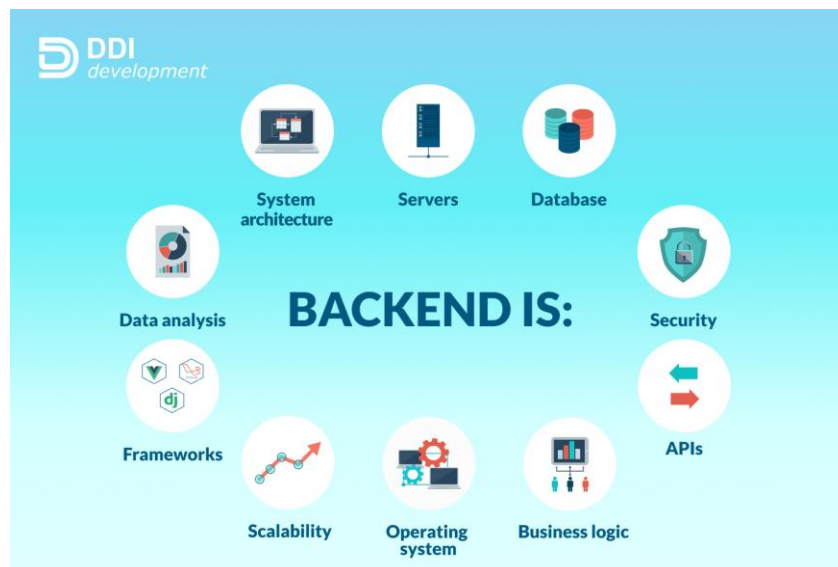 DDI
development
System
architecture
Servers
Database
Data analysis
BACKEND IS:
Security
dj
Frameworks
APIs
Scalability
Operating
system
Business logic